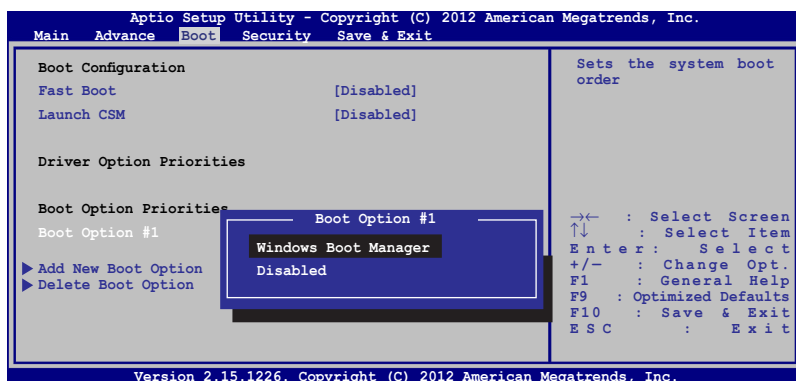 Aptio Setup Utility - Copyright (C) 2012 American Megatrends, Inc.
Main Advance Boot Security Save & Exit
Boot Configuration
Fast Boot [Disabled]
Launch CSM [Disabled]
Driver Option Priorities
Boot Option Priorities
Boot Option #1
Add New Boot Option
Delete Boot Option
Boot Option #1
Windows Boot Manager
Disabled
Sets the system boot
order
→← : Select Screen
↑↓ : Select Item
Enter: Select
+/— : Change Opt.
F1 : General Help
F9 : Optimized Defaults
F10 : Save & Exit
ESC : Exit
Version 2.15.1226. Copyright (C) 2012 American Megatrends, Inc.